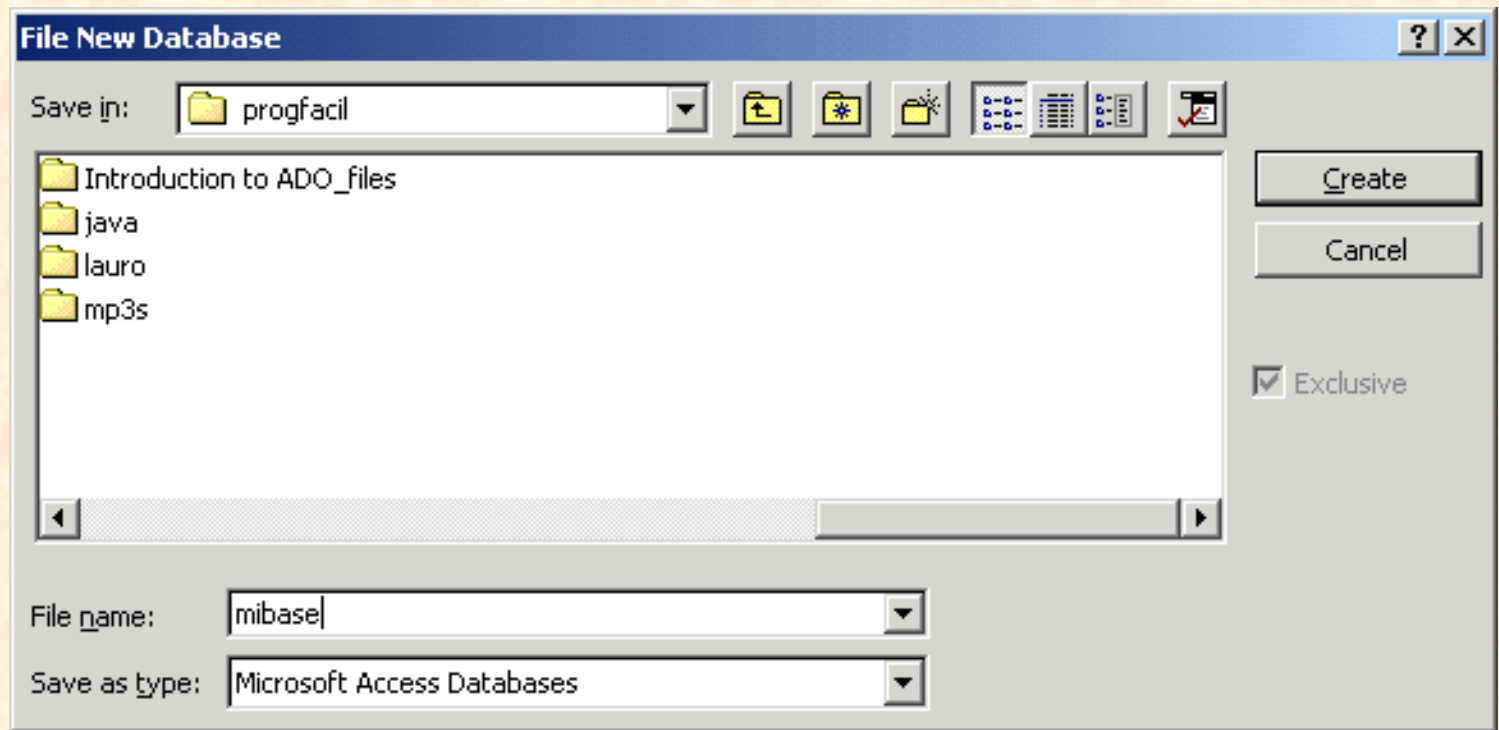 File New Database
Save in: progfacil
Introduction to ADO_files
java
lauro
mp3s
Create
Cancel
Exclusive
File name: mibase
Save as type: Microsoft Access Databases